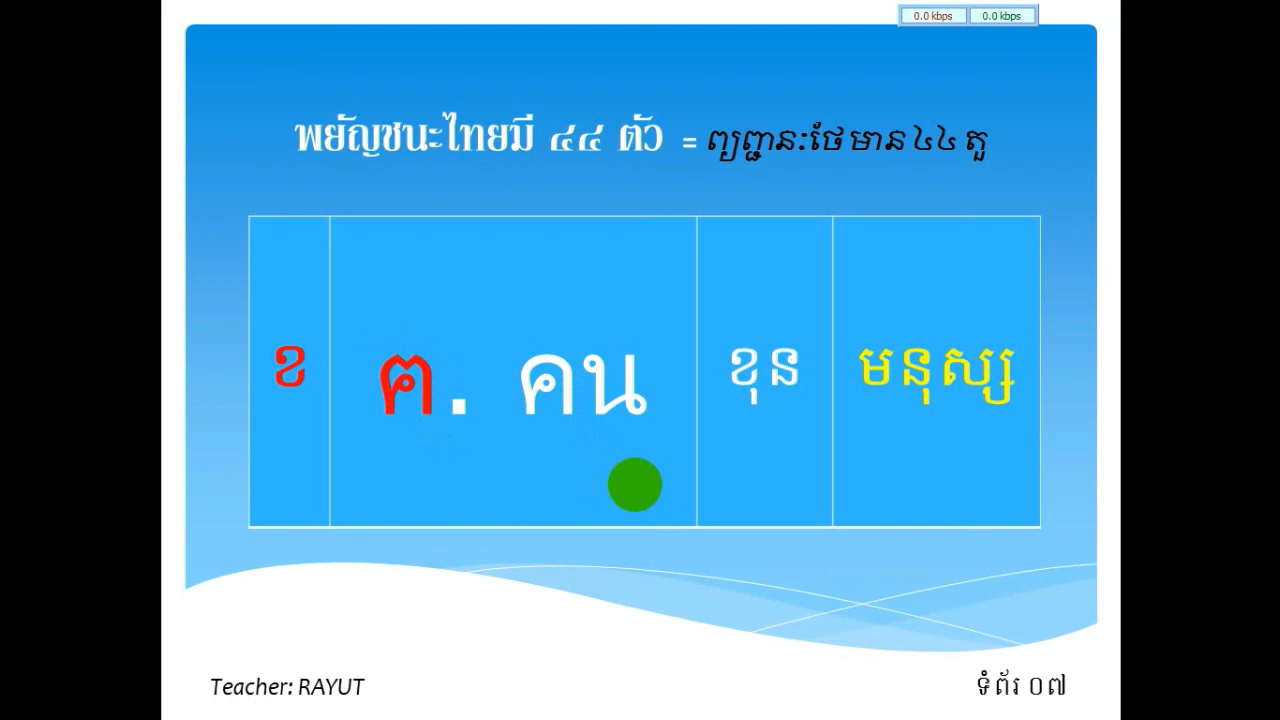 0.0 kbps 0.0 kbps
พยัญชนะไทยมี ๔๔ ตัว = ព្យញ្ជានៈថៃមាន៤៤តួ
ខ ฅ. คน ខុន មនុស្ស
Teacher: RAYUT
ទំព័រ ០៧